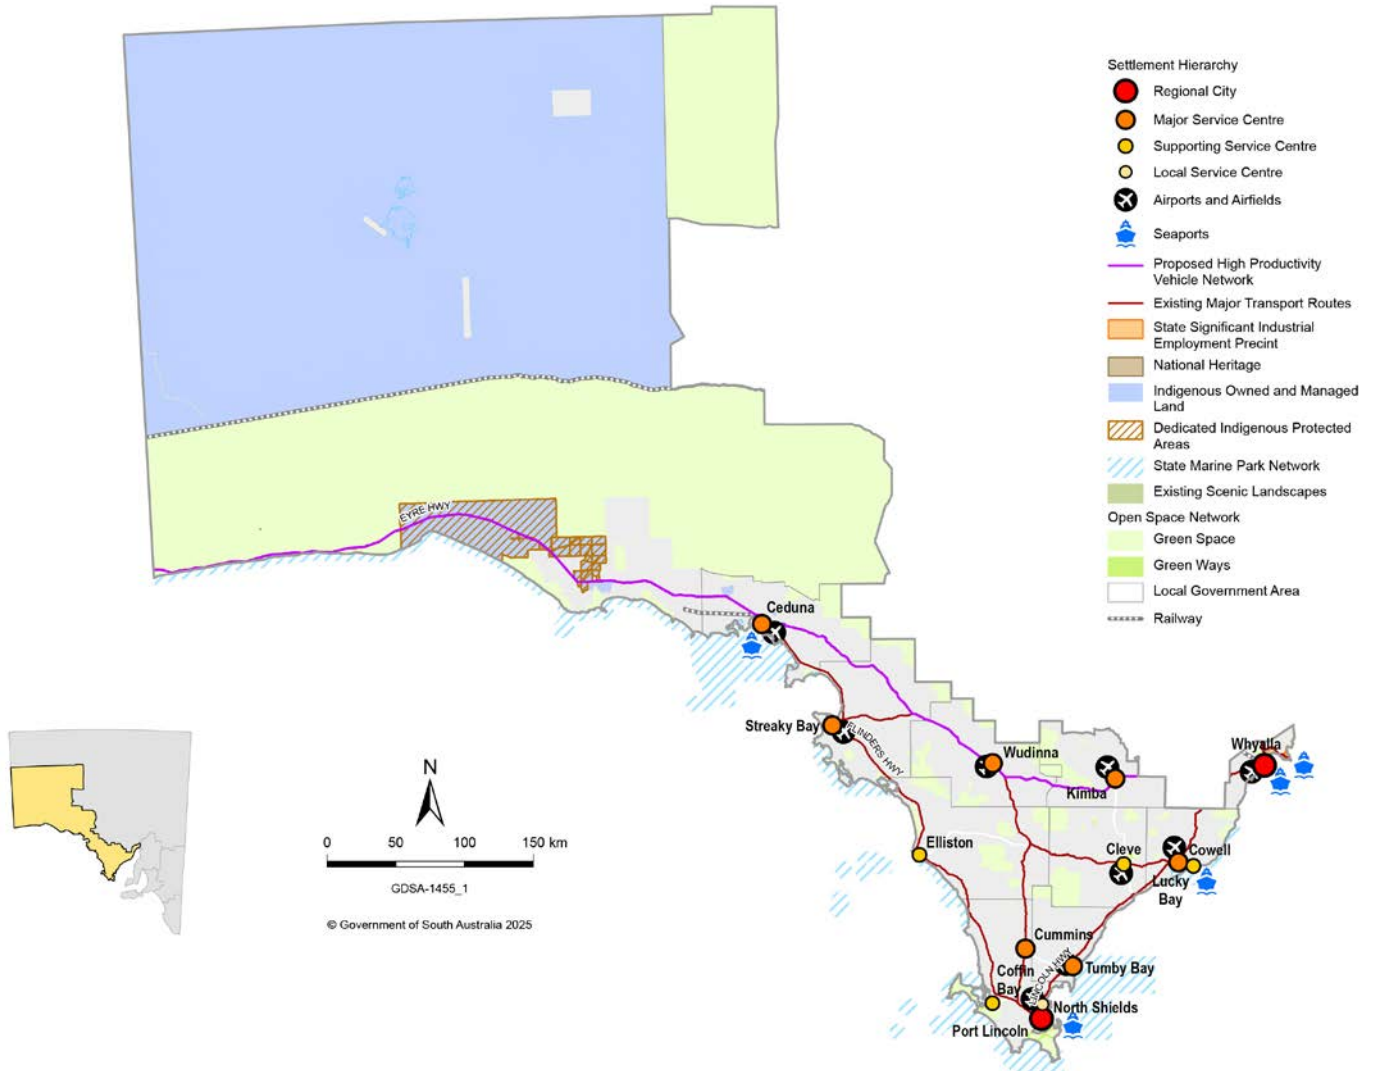 Settlement Hierarchy
Regional City
Major Service Centre
Supporting Service Centre
Local Service Centre
Airports and Airfields
Seaports
Proposed High Productivity
Vehicle Network
Existing Major Transport Routes
State Significant Industrial
Employment Precint
National Heritage
Indigenous Owned and Managed
Land
Dedicated Indigenous Protected
Areas
State Marine Park Network
Existing Scenic Landscapes
Open Space Network
Green Space
Green Ways
Local Government Area
Railway
EYRE HWY
Ceduna
Streaky Bay
FLINDERS HWY
Wudinna
Kimba
Whyalla
Elliston
Cleve
Cowell
Lucky
Bay
Cummins
Coffin
Bay
LINCOLN HWY
Tumby Bay
North Shields
Port Lincoln
N
0 50 100 150 km
GDSA-1455_1
© Government of South Australia 2025